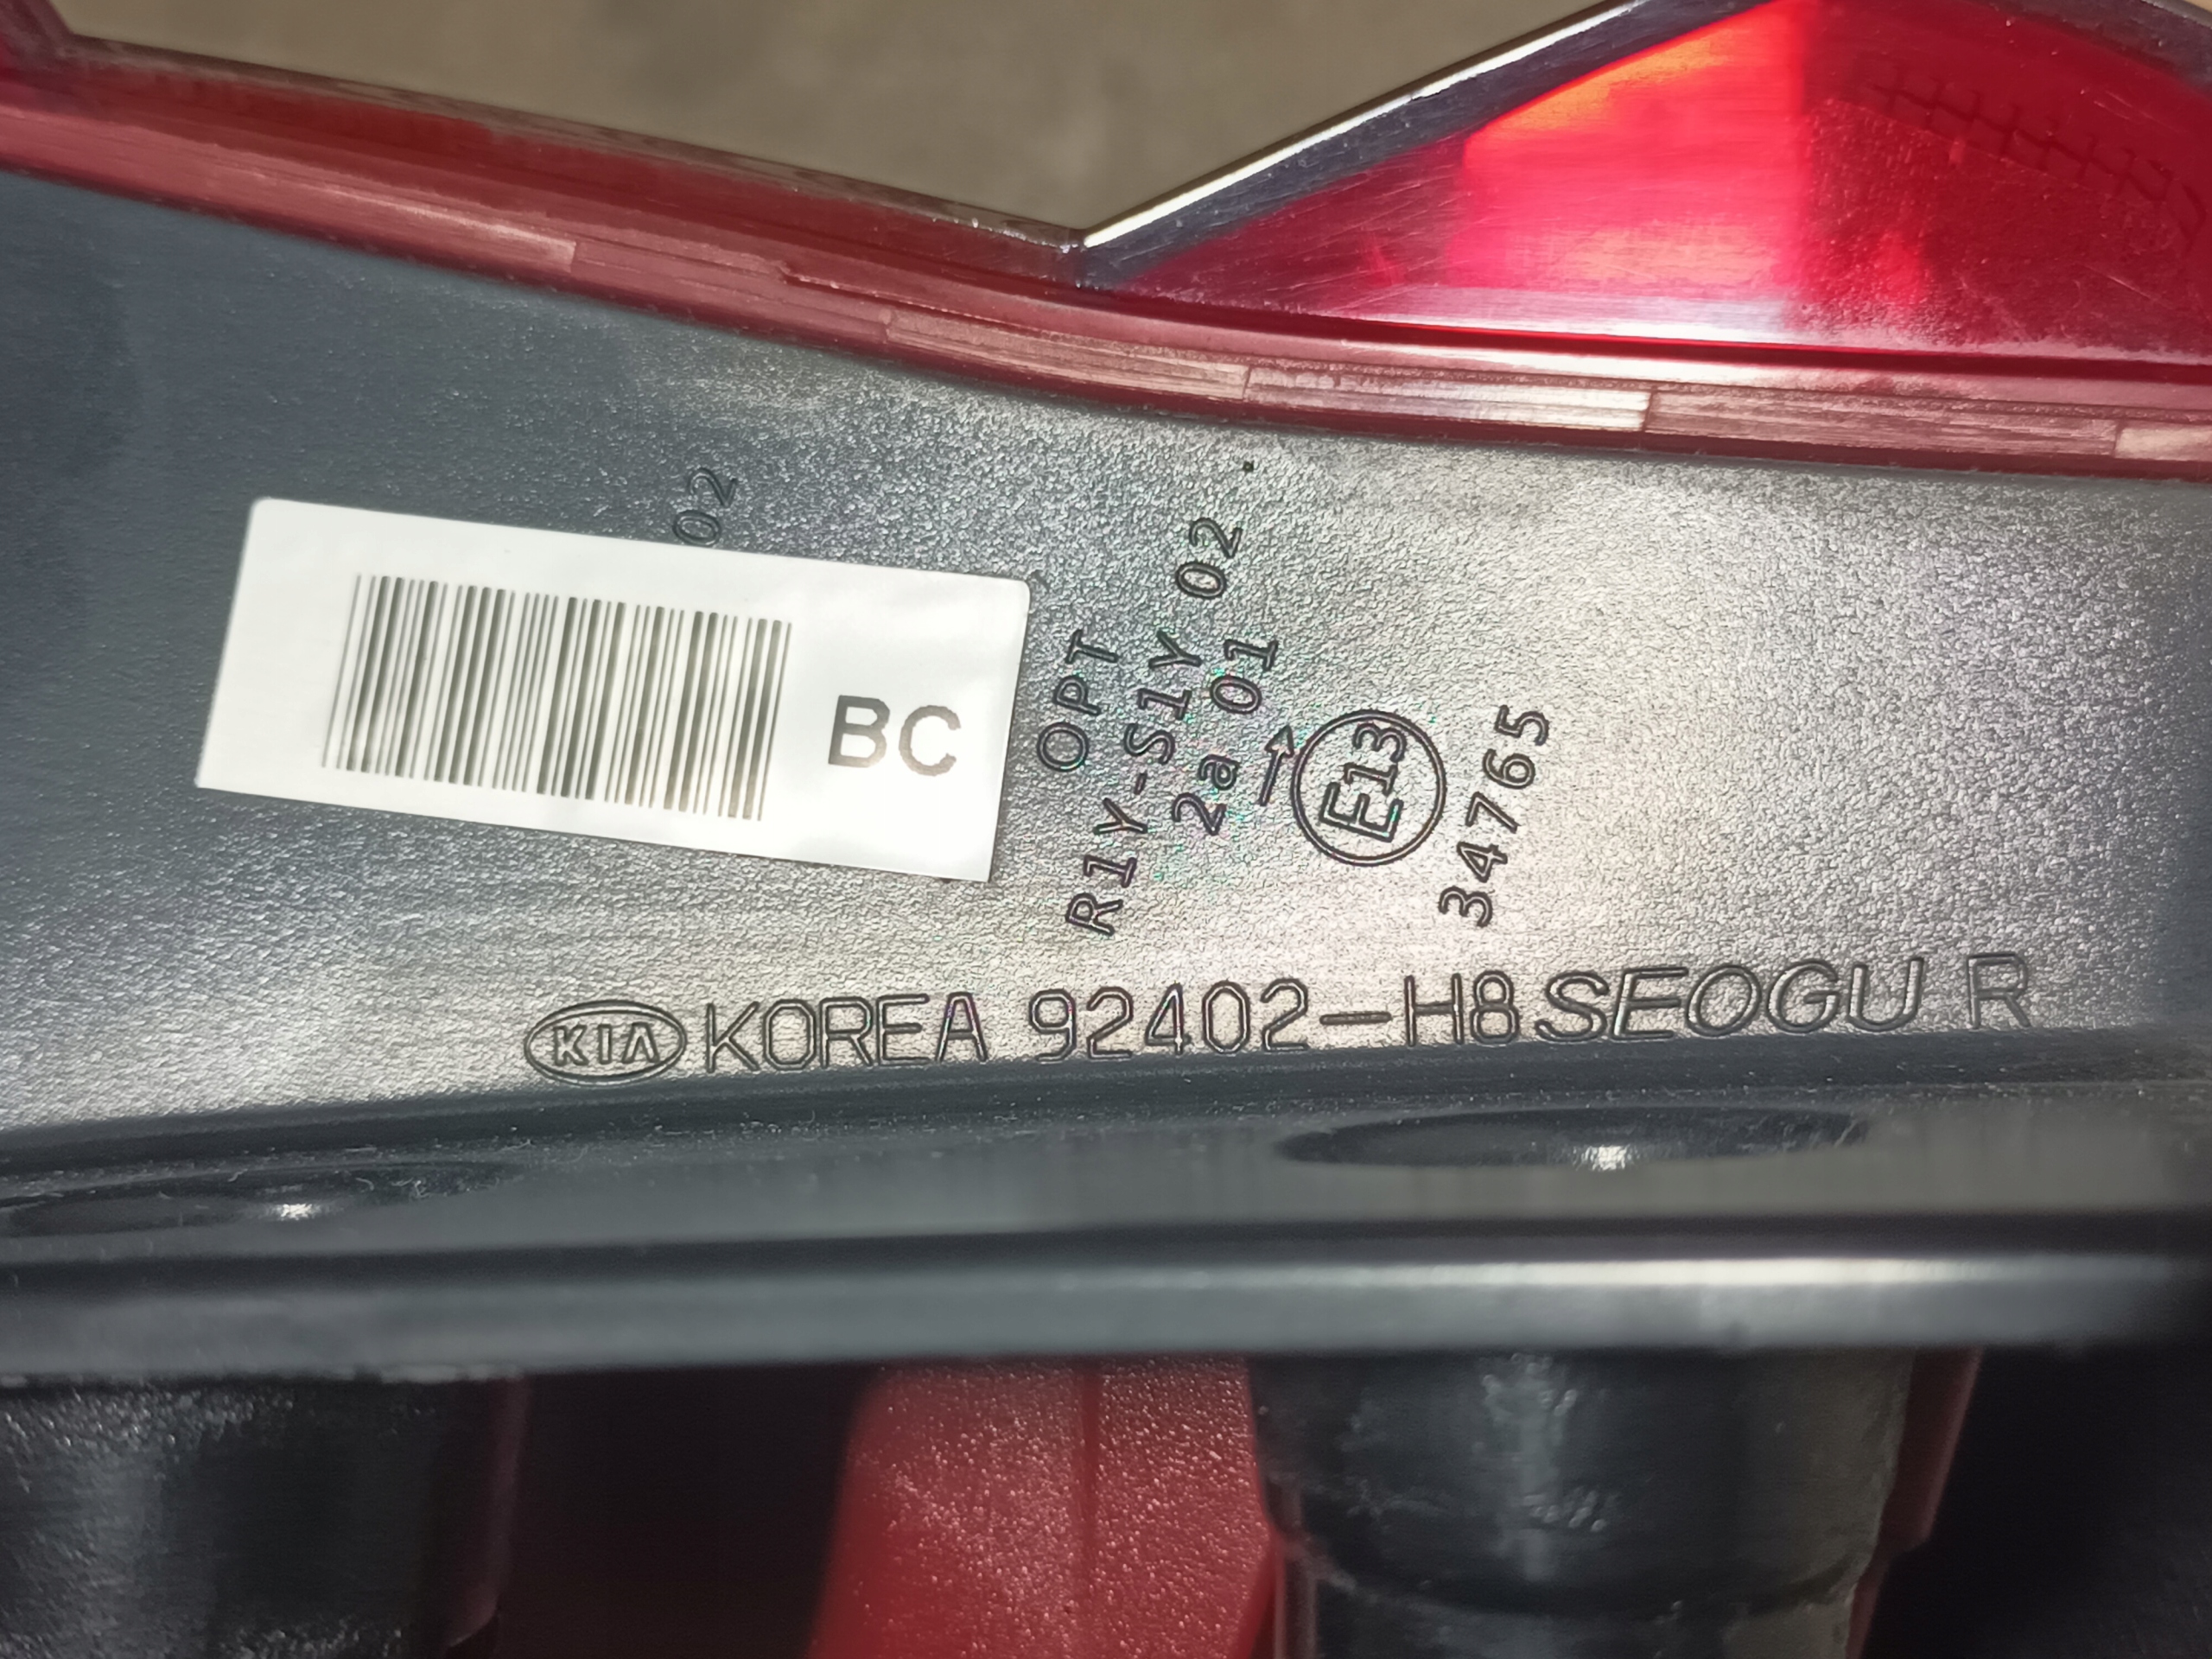 02
BC
OPT
R1Y-S1Y 02
2a 01
E13
34765
KIA KOREA 92402-H8 SEOGU R